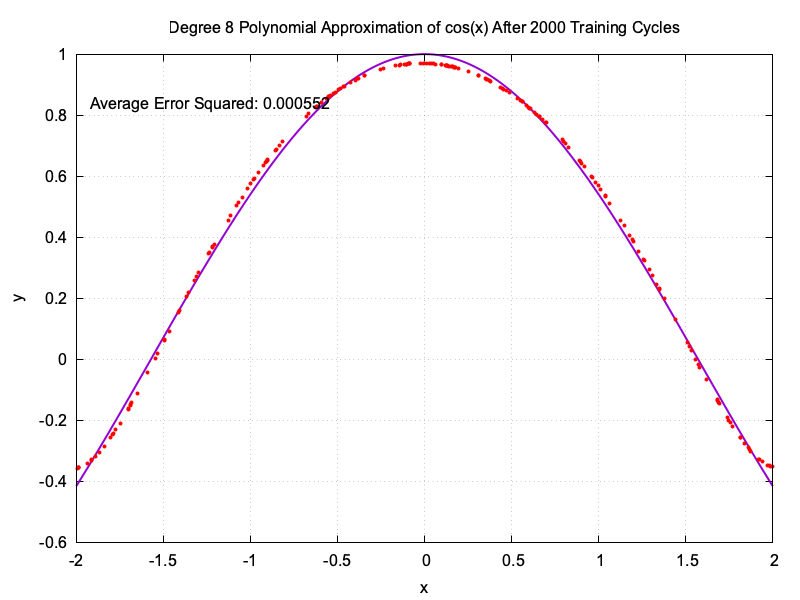 Degree 8 Polynomial Approximation of cos(x) After 2000 Training Cycles
1
Average Error Squared: 0.000552
0.8
0.6
0.4
y
0.2
0
-0.2
-0.4
-0.6
-2 -1.5 -1 -0.5 0 0.5 1 1.5 2
x